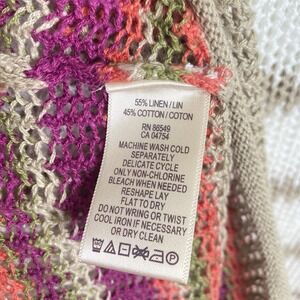 55% LINEN / LIN
45% COTTON / COTON
RN 86549
CA 04754
MACHINE WASH COLD
SEPARATELY
DELICATE CYCLE
ONLY NON-CHLORINE
BLEACH WHEN NEEDED
RESHAPE LAY
FLAT TO DRY
DO NOT WRING OR TWIST
COOL IRON IF NECESSARY
OR DRY CLEAN